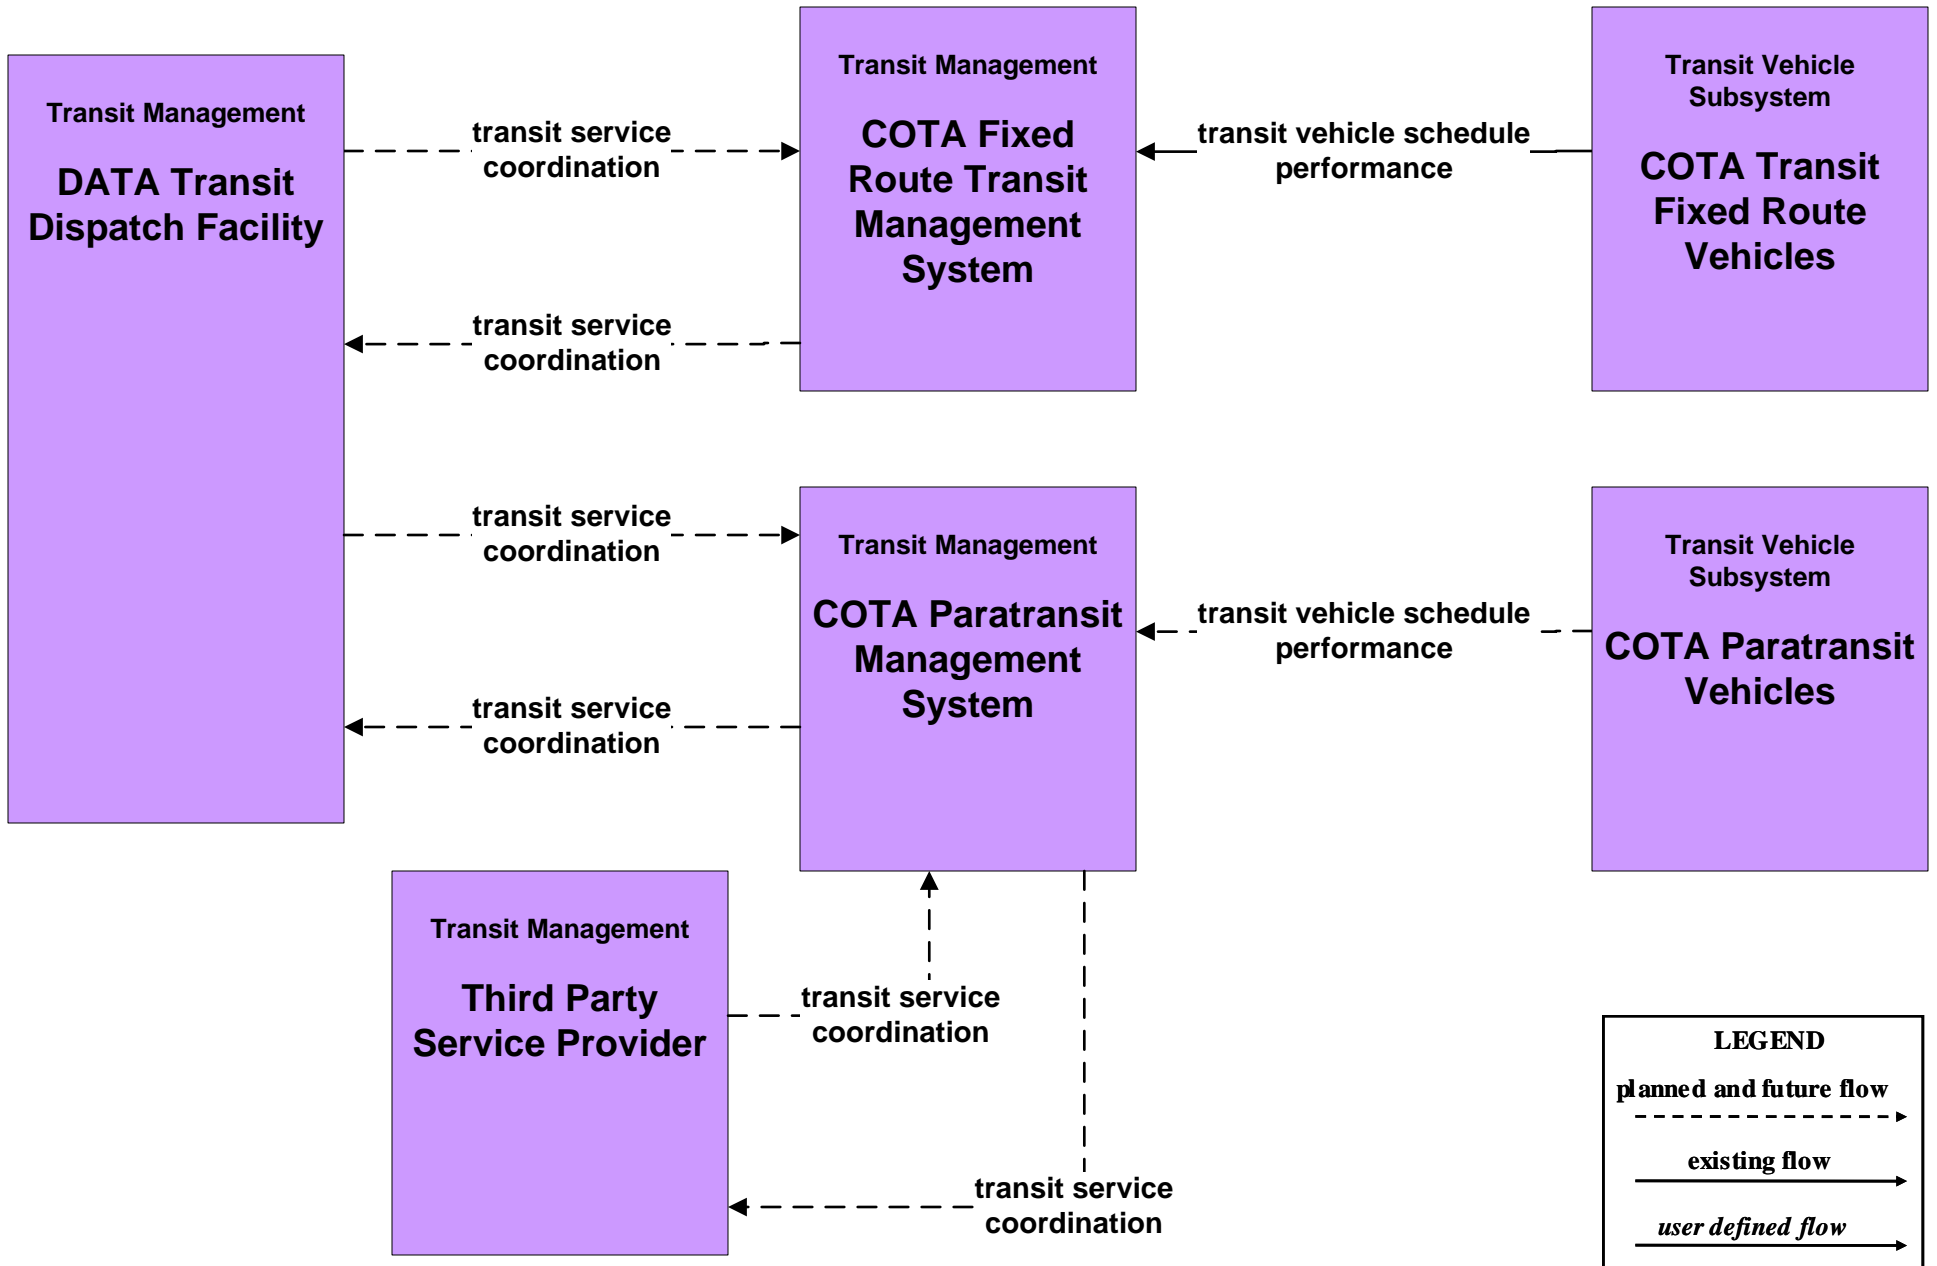 Transit Management
DATA Transit
Dispatch Facility
transit service
coordination
transit service
coordination
transit service
coordination
transit service
coordination
Transit Management
COTA Fixed
Route Transit
Management
System
transit vehicle schedule
performance
Transit Vehicle
Subsystem
COTA Transit
Fixed Route
Vehicles
Transit Management
COTA Paratransit
Management
System
transit vehicle schedule
performance
Transit Vehicle
Subsystem
COTA Paratransit
Vehicles
Transit Management
Third Party
Service Provider
transit service
coordination
transit service
coordination
LEGEND
planned and future flow
existing flow
user defined flow